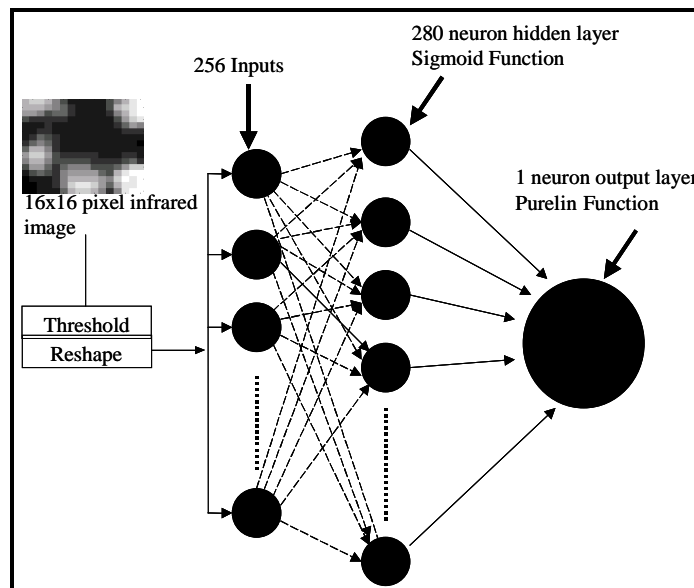 280 neuron hidden layer
Sigmoid Function
256 Inputs
16x16 pixel infrared
image
1 neuron output layer
Purelin Function
Threshold
Reshape